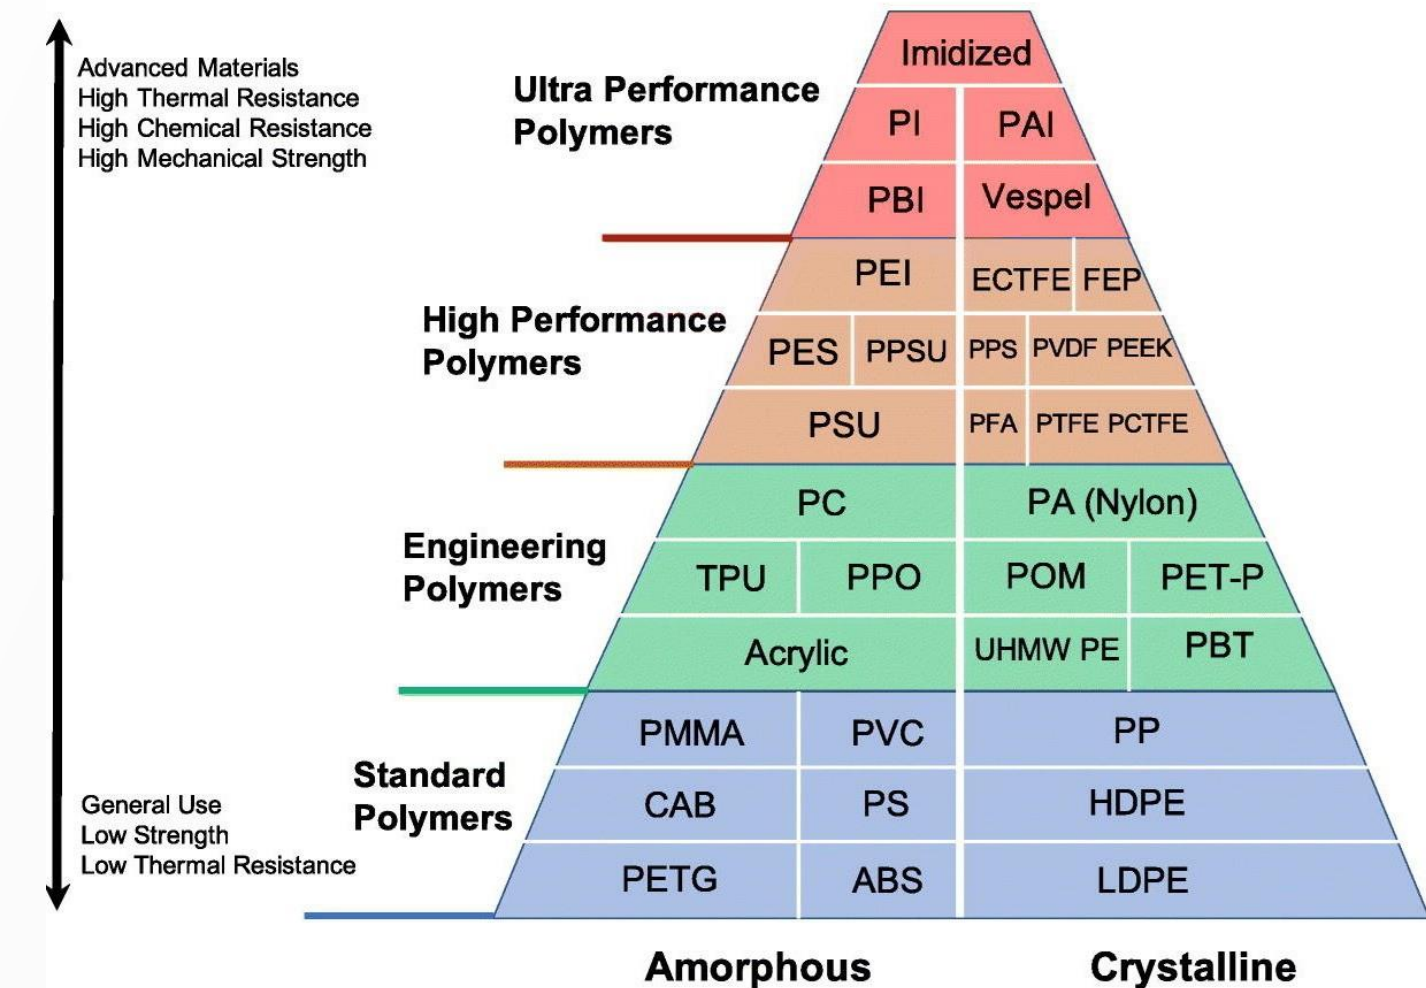 Advanced Materials
High Thermal Resistance
High Chemical Resistance
High Mechanical Strength
Ultra Performance
Polymers
Imidized
PI PAI
PBI Vespel
High Performance
Polymers
PEI ECTFE FEP
PES PPSU PPS PVDF PEEK
PSU PFA PTFE PCTFE
Engineering
Polymers
PC PA (Nylon)
TPU PPO POM PET-P
Acrylic UHMW PE PBT
Standard
Polymers
PMMA PVC PP
CAB PS HDPE
PETG ABS LDPE
General Use
Low Strength
Low Thermal Resistance
Amorphous Crystalline